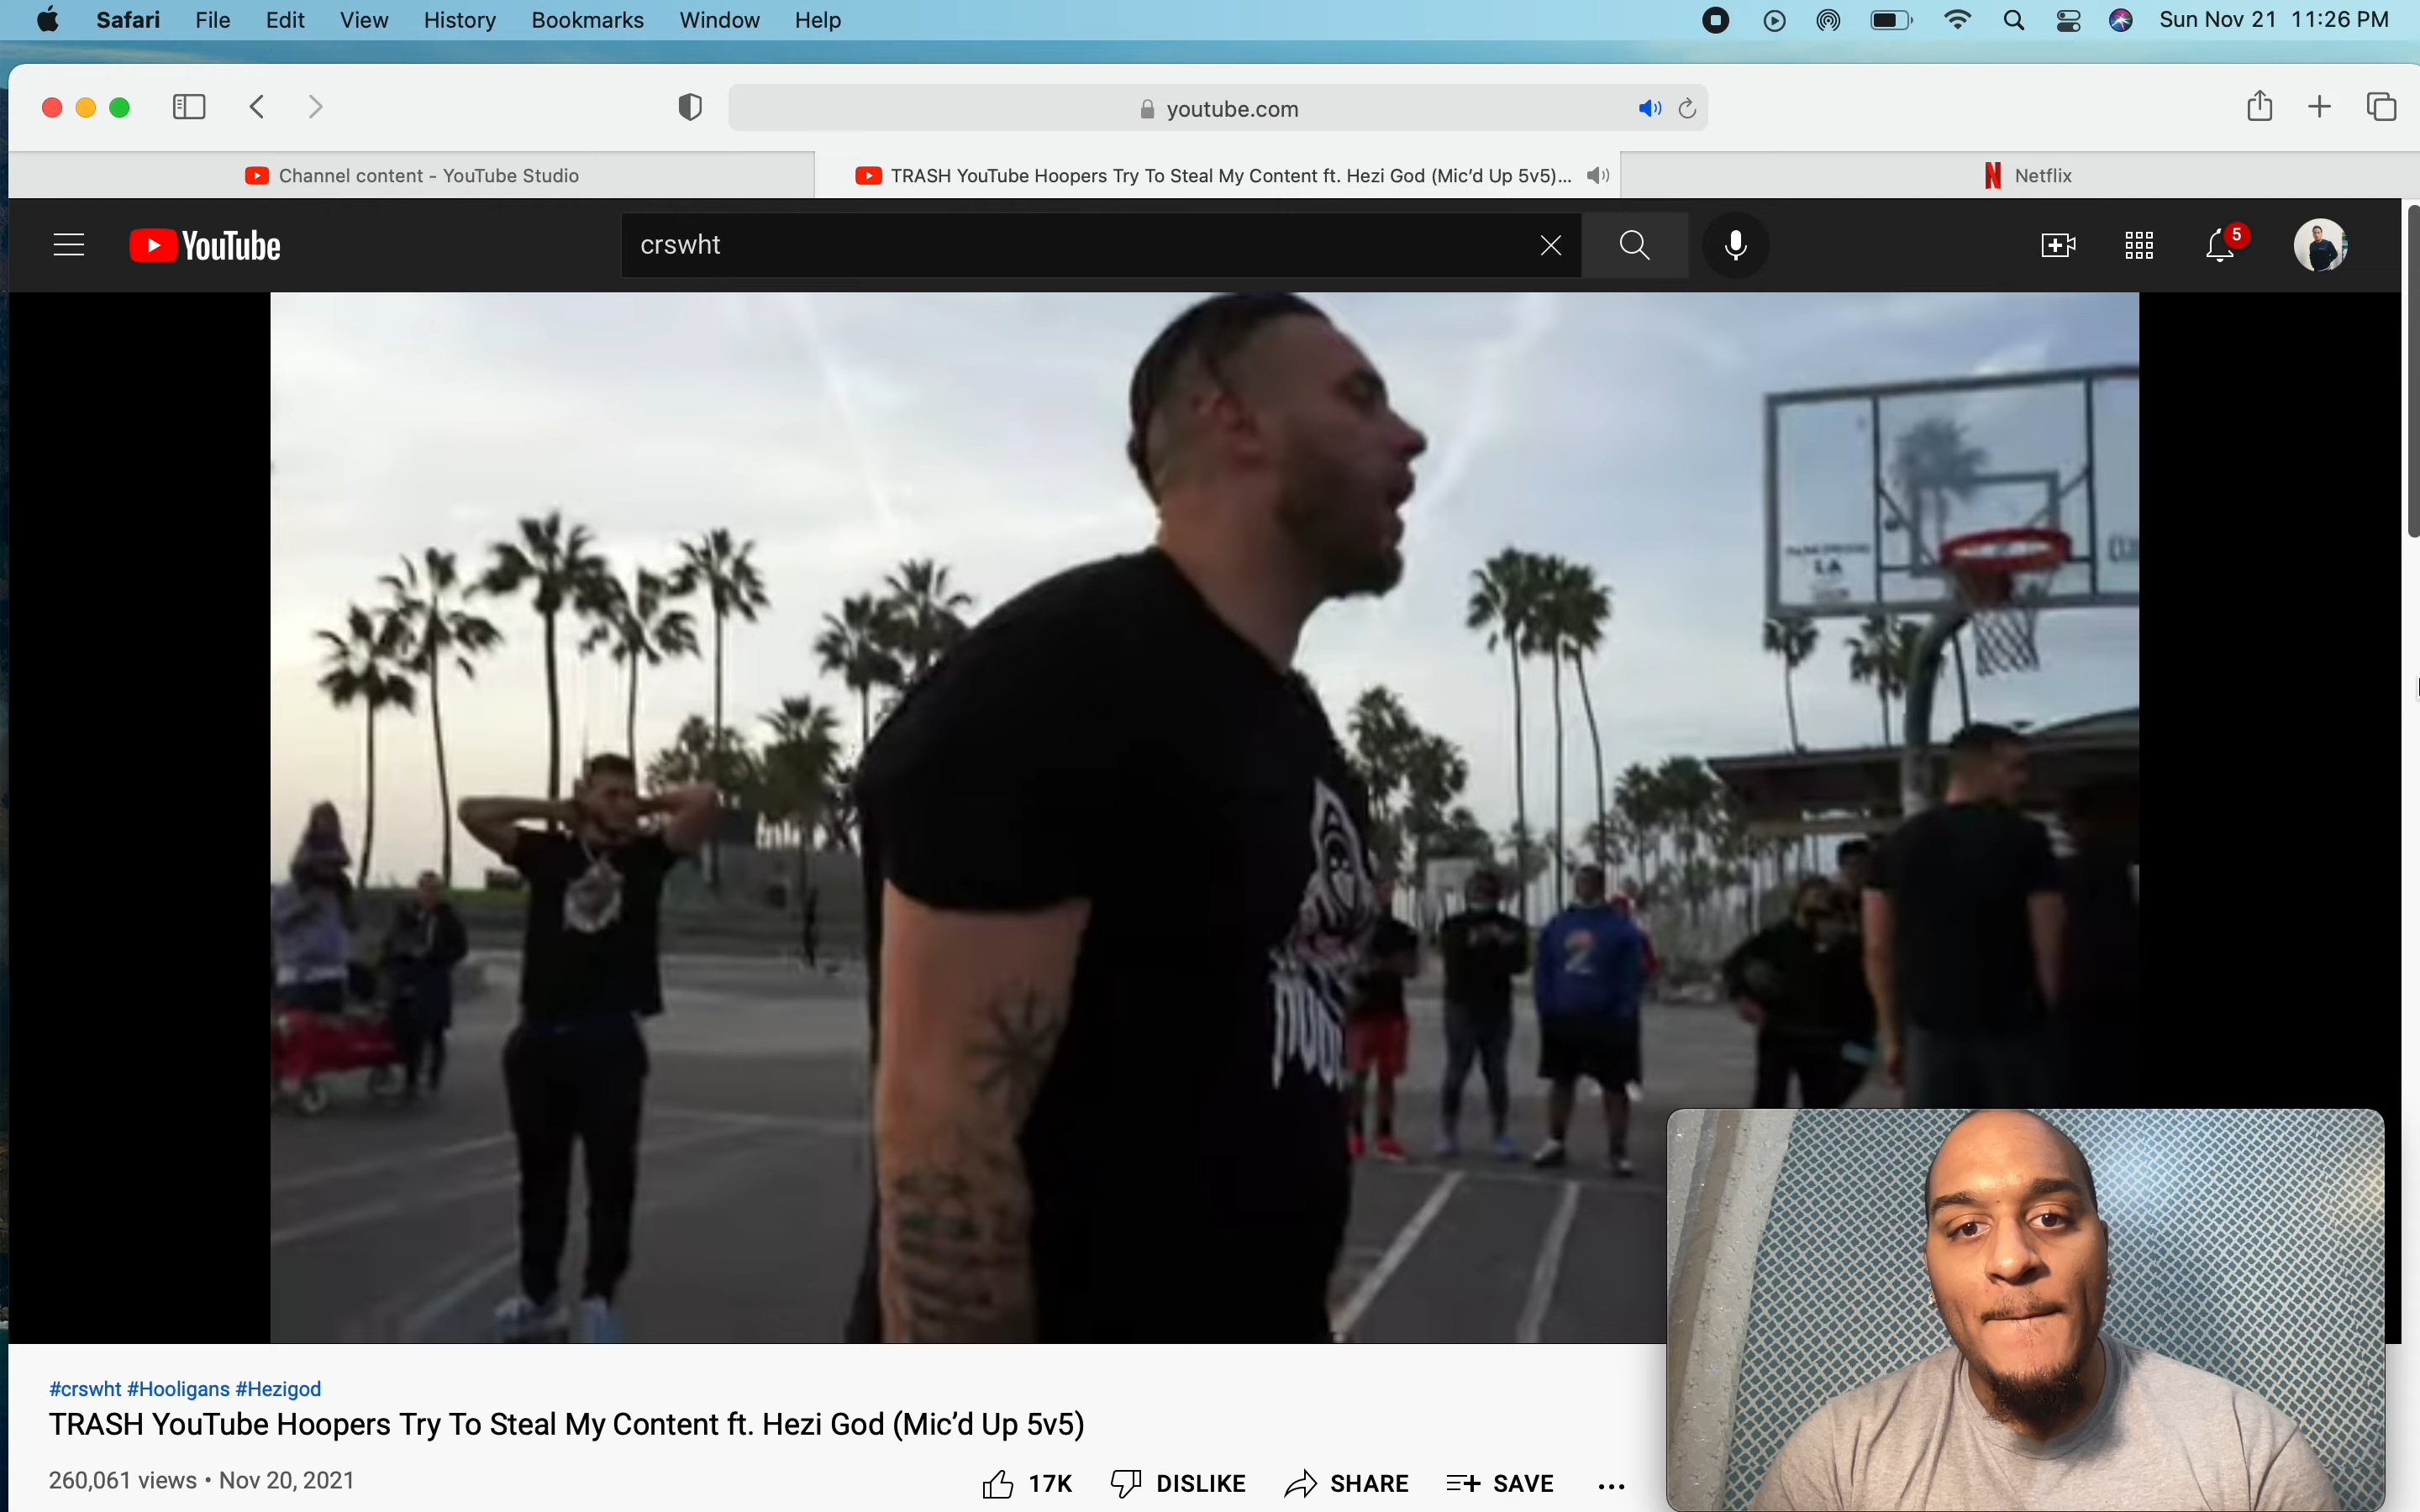 Safari File Edit View History Bookmarks Window Help Sun Nov 21 11:26 PM
youtube.com
Channel content - YouTube Studio
TRASH YouTube Hoopers Try To Steal My Content ft. Hezi God (Mic’d Up 5v5)...
Netflix
YouTube
crswht
5
LA
2
#crswht #Hooligans #Hezigod
TRASH YouTube Hoopers Try To Steal My Content ft. Hezi God (Mic’d Up 5v5)
260,061 views • Nov 20, 2021
17K DISLIKE SHARE SAVE